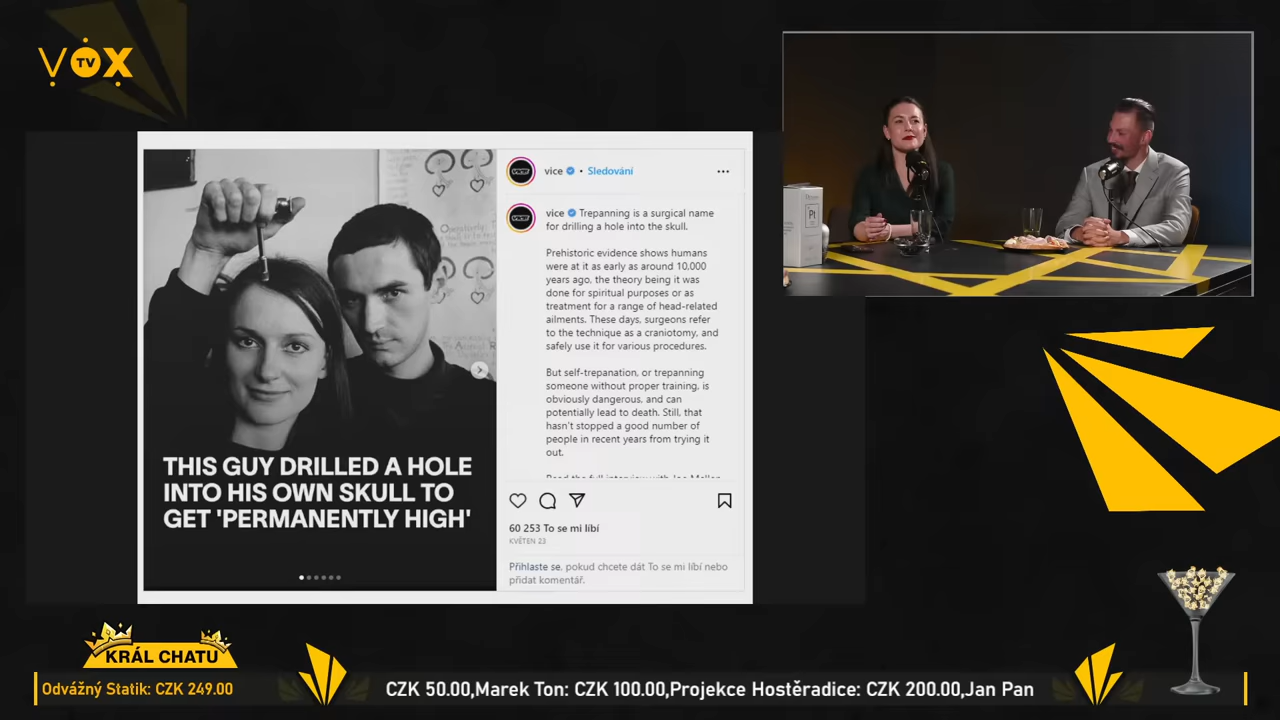 VOX
TV
Pt
THIS GUY DRILLED A HOLE
INTO HIS OWN SKULL TO
GET 'PERMANENTLY HIGH'
vice • Sledování
vice Trepanning is a surgical name
for drilling a hole into the skull.
Prehistoric evidence shows humans
were at it as early as around 10,000
years ago, the theory being it was
done for spiritual purposes or as
treatment for a range of head-related
ailments. These days, surgeons refer
to the technique as a craniotomy, and
safely use it for various procedures.
But self-trepanation, or trepanning
someone without proper training, is
obviously dangerous, and can
potentially lead to death. Still, that
hasn't stopped a good number of
people in recent years from trying it
out.
60 253 To se mi líbí
KVĚTEN 23
Přihlaste se, pokud chcete dát To se mi líbí nebo
přidat komentář.
KRÁL CHATU
Odvážný Statik: CZK 249.00
CZK 50.00,Marek Ton: CZK 100.00,Projekce Hostěradice: CZK 200.00,Jan Pan